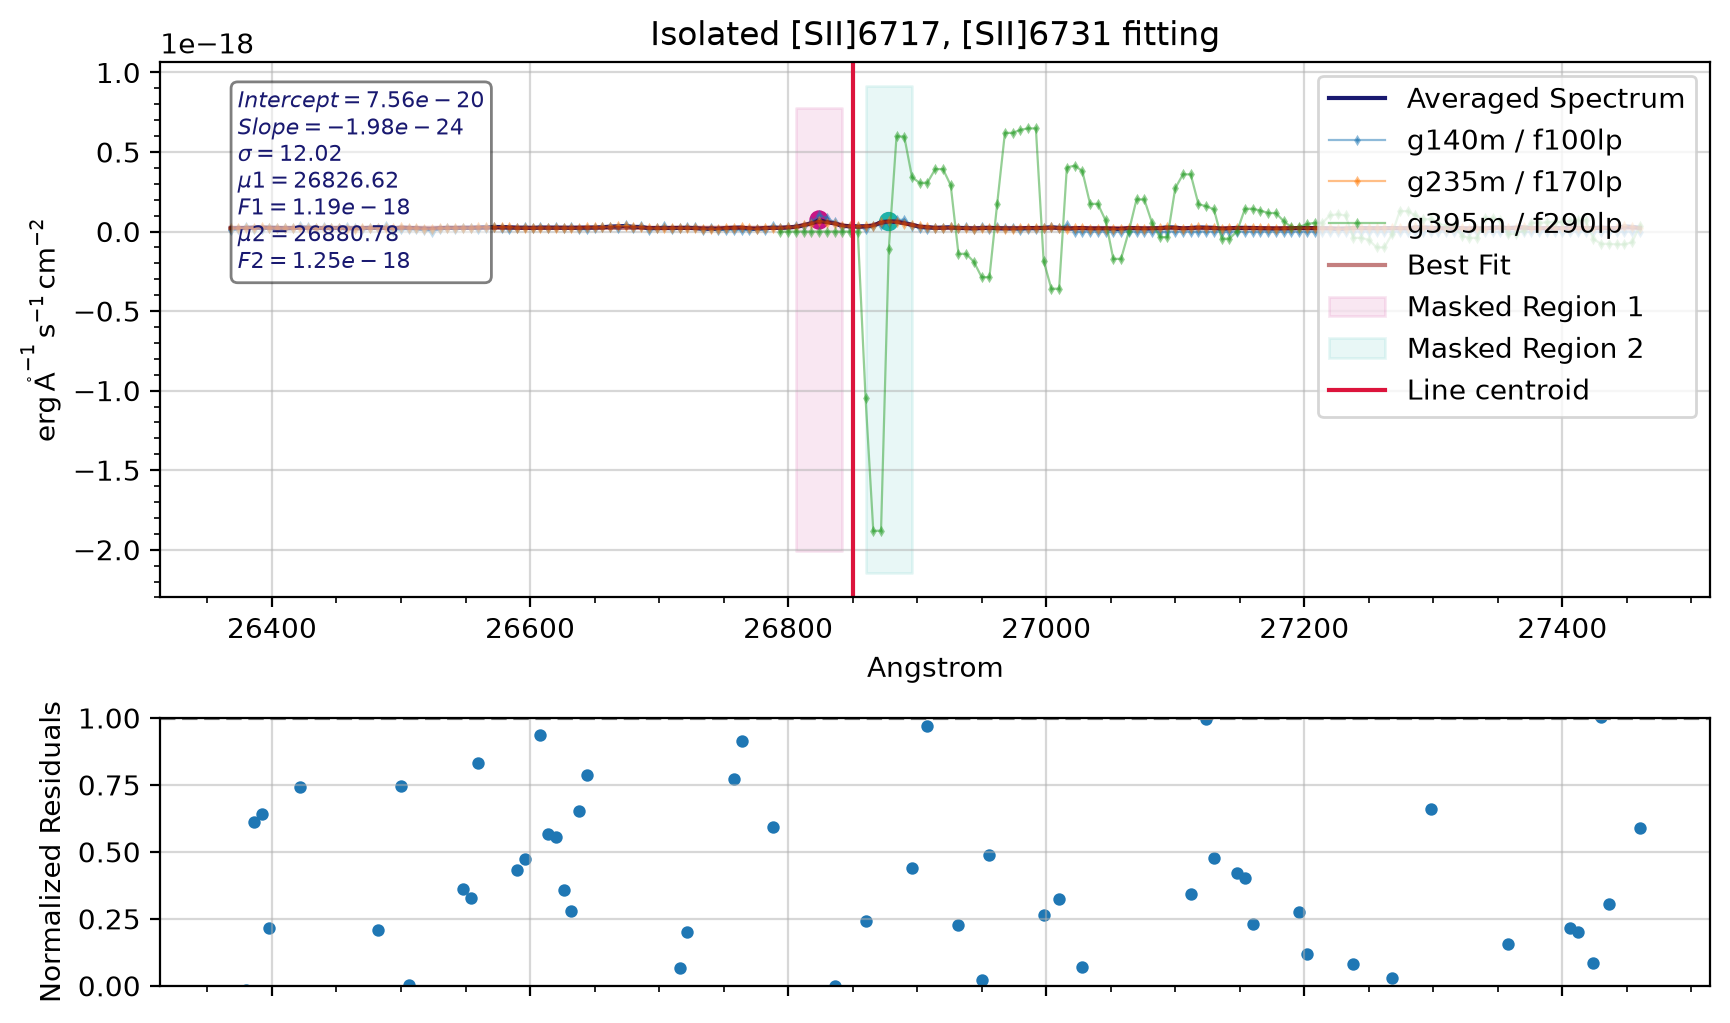 Isolated [SII]6717, [SII]6731 fitting
1e−18
1.0
0.5
0.0
−0.5
−1.0
−1.5
−2.0
erg Å⁻¹ s⁻¹ cm⁻²
Intercept = 7.56e − 20
Slope = −1.98e − 24
σ = 12.02
μ1 = 26826.62
F1 = 1.19e − 18
μ2 = 26880.78
F2 = 1.25e − 18
Averaged Spectrum
g140m / f100lp
g235m / f170lp
g395m / f290lp
Best Fit
Masked Region 1
Masked Region 2
Line centroid
26400 26600 26800 27000 27200 27400
Angstrom
Normalized Residuals
1.00
0.75
0.50
0.25
0.00